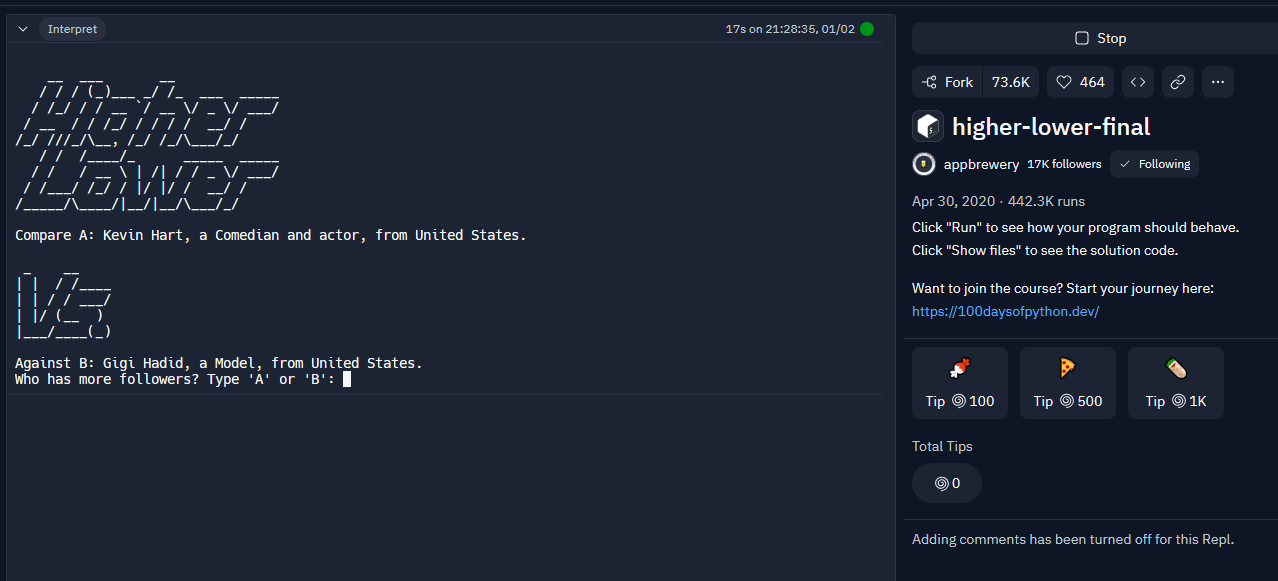 Interpret
17s on 21:28:35, 01/02
Higher
Lower
Compare A: Kevin Hart, a Comedian and actor, from United States.
Vs.
Against B: Gigi Hadid, a Model, from United States.
Who has more followers? Type 'A' or 'B':
Stop
Fork 73.6K 464
higher-lower-final
appbrewery 17K followers Following
Apr 30, 2020 · 442.3K runs
Click "Run" to see how your program should behave.
Click "Show files" to see the solution code.
Want to join the course? Start your journey here:
https://100daysofpython.dev/
Tip 100 Tip 500 Tip 1K
Total Tips
0
Adding comments has been turned off for this Repl.